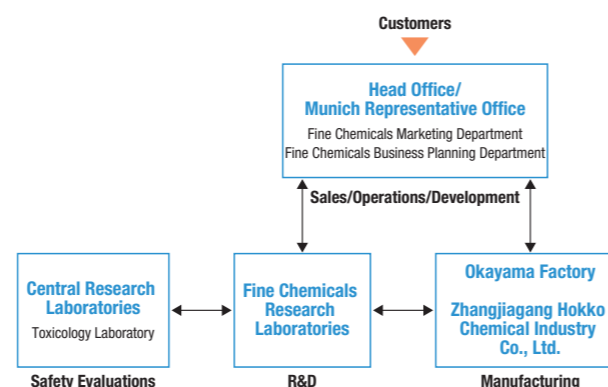 Customers
Head Office/
Munich Representative Office
Fine Chemicals Marketing Department
Fine Chemicals Business Planning Department
Sales/Operations/Development
Central Research
Laboratories
Toxicology Laboratory
Safety Evaluations
Fine Chemicals
Research
Laboratories
R&D
Okayama Factory
Zhangjiagang Hokko
Chemical Industry
Co., Ltd.
Manufacturing